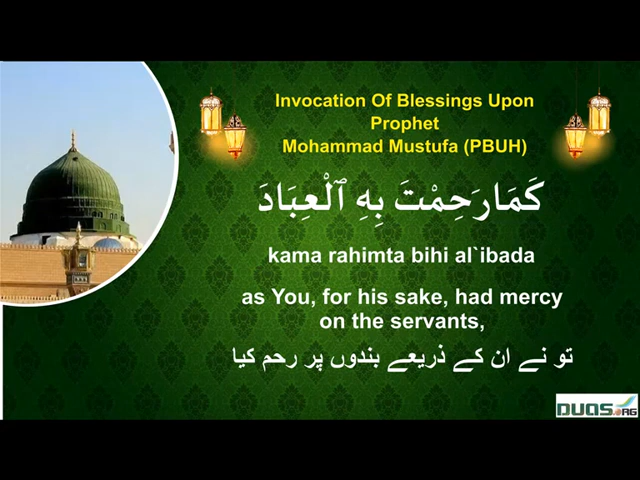 Invocation Of Blessings Upon
Prophet
Mohammad Mustufa (PBUH)
كَمَا رَحِمْتَ بِهِ ٱلْعِبَادَ
kama rahimta bihi al`ibada
as You, for his sake, had mercy
on the servants,
تو نے ان کے ذریعے بندوں پر رحم کیا
DUAS.ORG